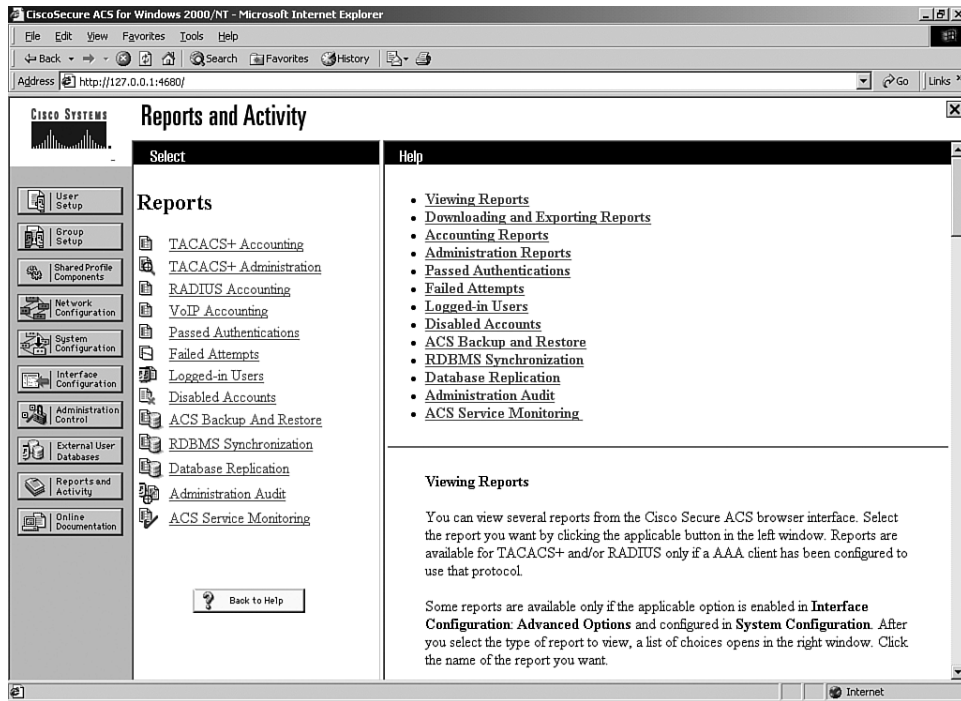 CiscoSecure ACS for Windows 2000/NT - Microsoft Internet Explorer
File Edit View Favorites Tools Help
Back Search Favorites History
Address http://127.0.0.1:4680/ Go Links »
CISCO SYSTEMS
Reports and Activity
Select
User Setup
Group Setup
Shared Profile Components
Network Configuration
System Configuration
Interface Configuration
Administration Control
External User Databases
Reports and Activity
Online Documentation
Reports
TACACS+ Accounting
TACACS+ Administration
RADIUS Accounting
VoIP Accounting
Passed Authentications
Failed Attempts
Logged-in Users
Disabled Accounts
ACS Backup And Restore
RDBMS Synchronization
Database Replication
Administration Audit
ACS Service Monitoring
Back to Help
Help
Viewing Reports
Downloading and Exporting Reports
Accounting Reports
Administration Reports
Passed Authentications
Failed Attempts
Logged-in Users
Disabled Accounts
ACS Backup and Restore
RDBMS Synchronization
Database Replication
Administration Audit
ACS Service Monitoring
Viewing Reports
You can view several reports from the Cisco Secure ACS browser interface. Select
the report you want by clicking the applicable button in the left window. Reports are
available for TACACS+ and/or RADIUS only if a AAA client has been configured to
use that protocol.
Some reports are available only if the applicable option is enabled in Interface
Configuration: Advanced Options and configured in System Configuration. After
you select the type of report to view, a list of choices opens in the right window. Click
the name of the report you want.
Internet